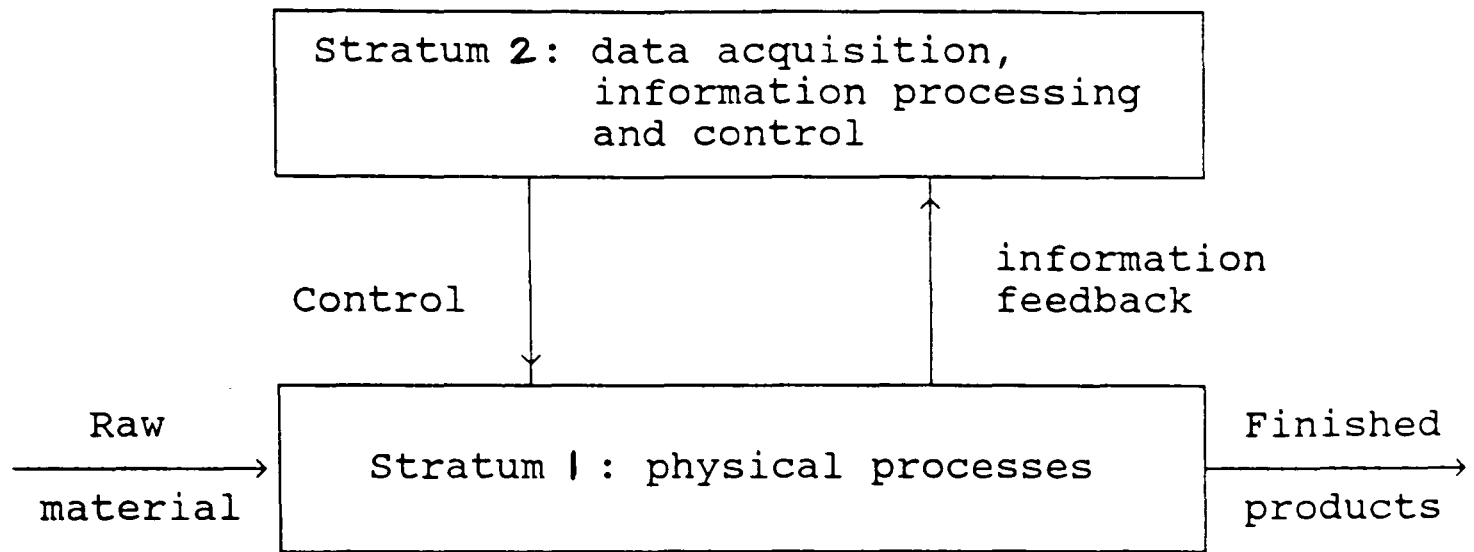 Stratum 2: data acquisition,
information processing
and control
Control
information
feedback
Raw
material
Stratum 1: physical processes
Finished
products